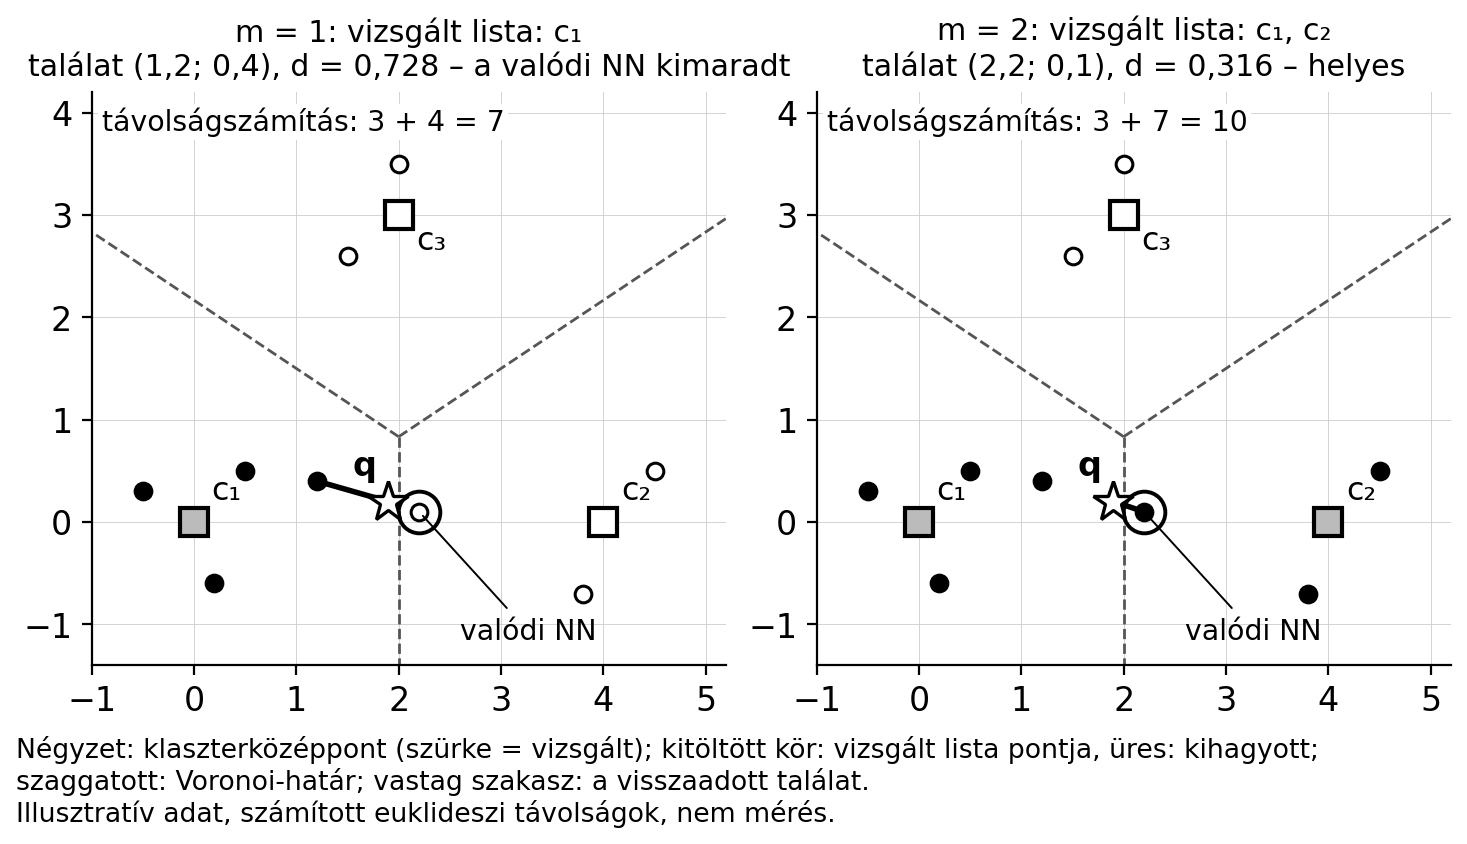 m = 1: vizsgált lista: c₁
találat (1,2; 0,4), d = 0,728 – a valódi NN kimaradt
távolságszámítás: 3 + 4 = 7
4
3
2
1
0
−1
c₃
q
c₁
c₂
valódi NN
−1 0 1 2 3 4 5
m = 2: vizsgált lista: c₁, c₂
találat (2,2; 0,1), d = 0,316 – helyes
távolságszámítás: 3 + 7 = 10
4
3
2
1
0
−1
c₃
q
c₁
c₂
valódi NN
−1 0 1 2 3 4 5
Négyzet: klaszterközéppont (szürke = vizsgált); kitöltött kör: vizsgált lista pontja, üres: kihagyott;
szaggatott: Voronoi-határ; vastag szakasz: a visszaadott találat.
Illusztratív adat, számított euklideszi távolságok, nem mérés.